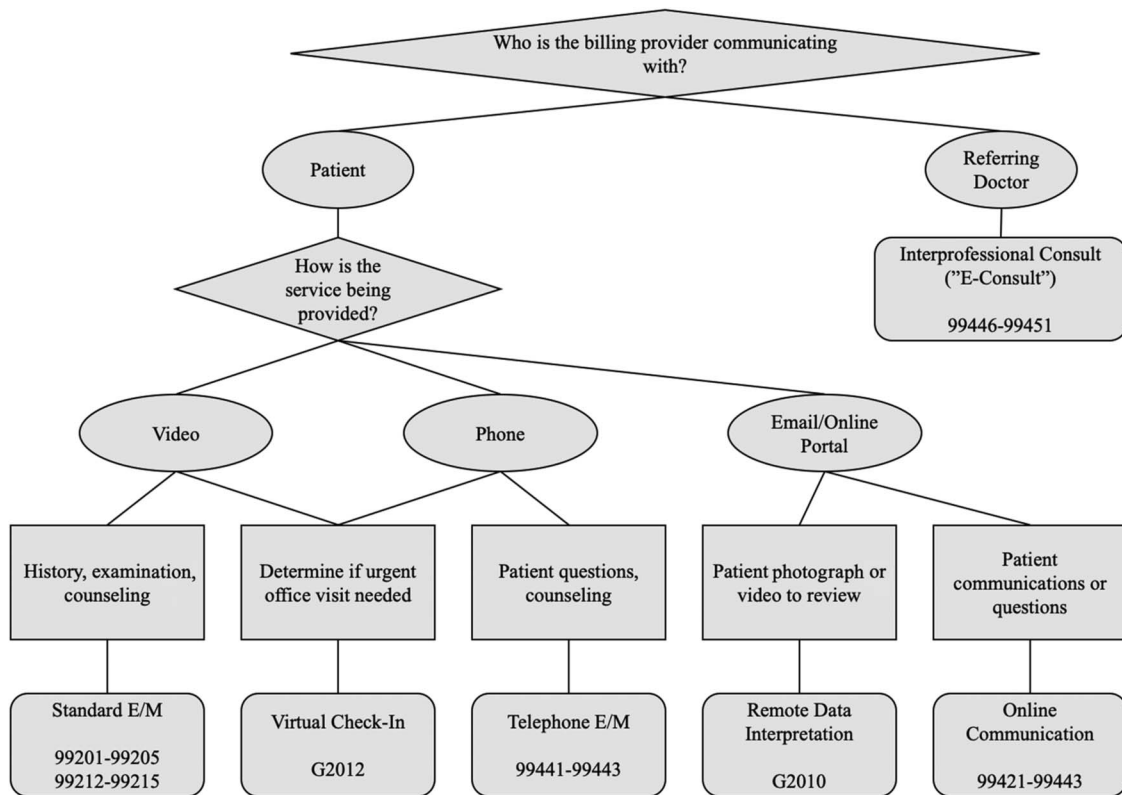 Who is the billing provider communicating
with?
Patient
Referring
Doctor
Interprofessional Consult
(”E-Consult”)
99446-99451
How is the
service being
provided?
Video
Phone
Email/Online
Portal
History, examination,
counseling
Determine if urgent
office visit needed
Patient questions,
counseling
Patient photograph or
video to review
Patient
communications or
questions
Standard E/M
99201-99205
99212-99215
Virtual Check-In
G2012
Telephone E/M
99441-99443
Remote Data
Interpretation
G2010
Online
Communication
99421-99443